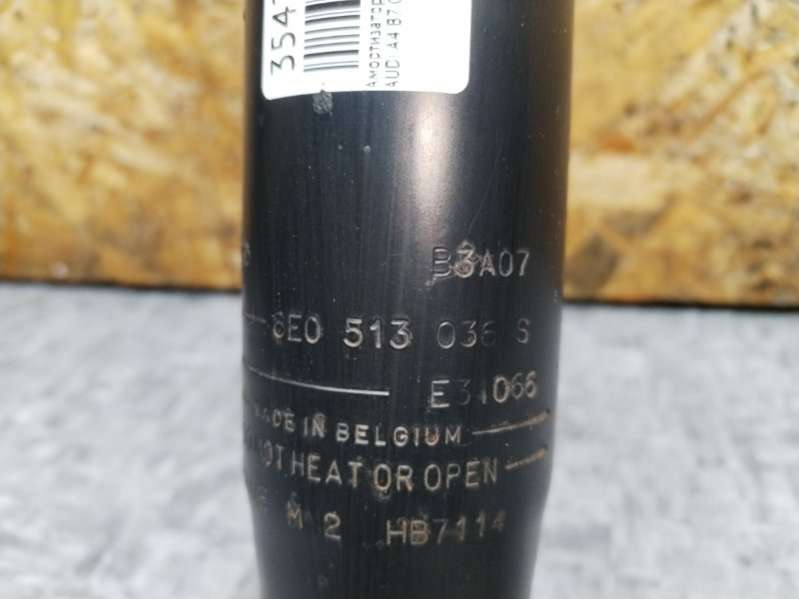 354
Амортизатор
AUDI A4 B7
B3A07
8E0 513 036 S
E31066
MADE IN BELGIUM
NOT HEAT OR OPEN
M 2 HB7114